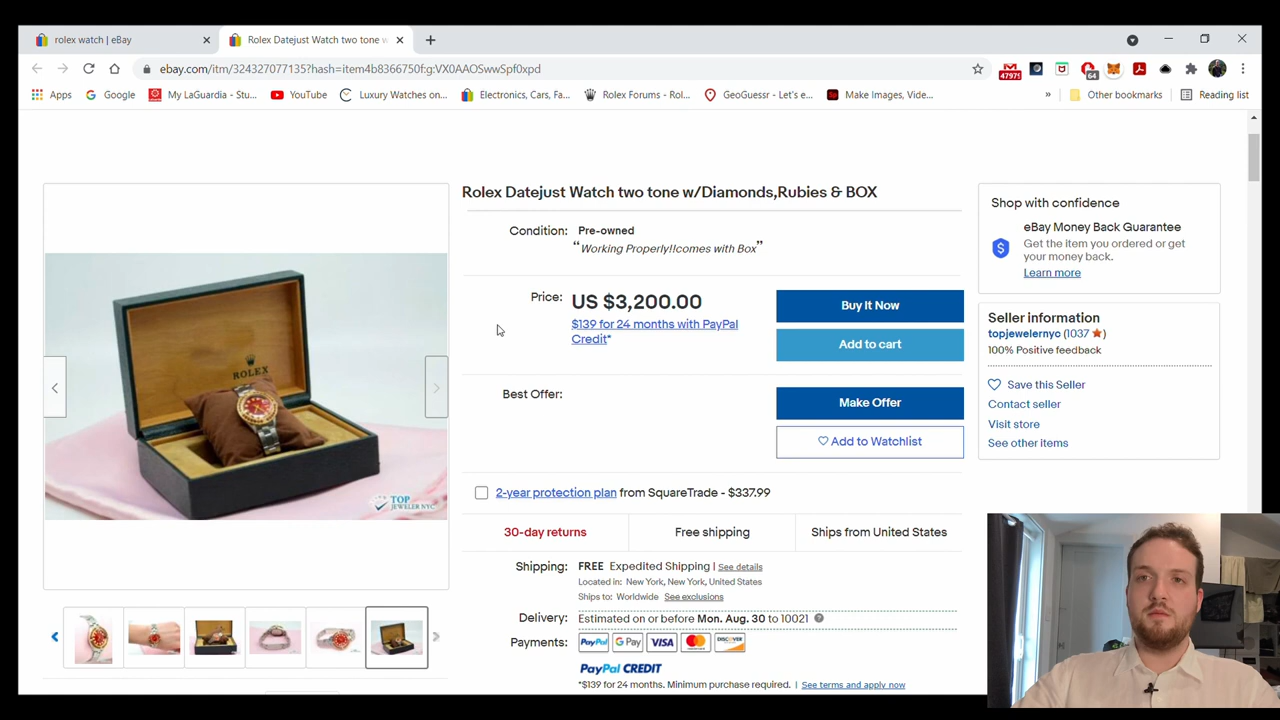 rolex watch | eBay
Rolex Datejust Watch two tone w
ebay.com/itm/324327077135?hash=item4b8366750f:g:VX0AAOSwwSpf0xpd
47975
64
Apps
Google
My LaGuardia - Stu...
YouTube
Luxury Watches on...
Electronics, Cars, Fa...
Rolex Forums - Rol...
GeoGuessr - Let's e...
Make Images, Vide...
»
Other bookmarks
Reading list
Rolex Datejust Watch two tone w/Diamonds,Rubies & BOX
Condition: Pre-owned
“Working Properly!!comes with Box”
Price: US $3,200.00
$139 for 24 months with PayPal
Credit*
Buy It Now
Add to cart
Best Offer:
Make Offer
Add to Watchlist
2-year protection plan from SquareTrade - $337.99
30-day returns
Free shipping
Ships from United States
Shipping: FREE Expedited Shipping | See details
Located in: New York, New York, United States
Ships to: Worldwide See exclusions
Delivery: Estimated on or before Mon. Aug. 30 to 10021
Payments: PayPal G Pay VISA MasterCard DISCOVER
PayPal CREDIT
*$139 for 24 months. Minimum purchase required. | See terms and apply now
Shop with confidence
eBay Money Back Guarantee
Get the item you ordered or get
your money back.
Learn more
Seller information
topjewelernyc (1037 )
100% Positive feedback
Save this Seller
Contact seller
Visit store
See other items
ROLEX
TOP
JEWELER NYC